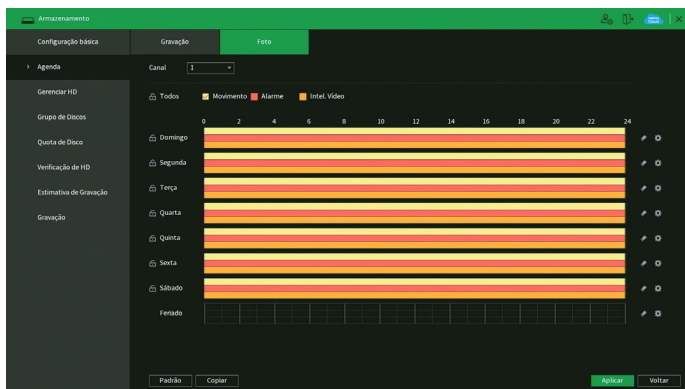 Armazenamento
Configuração básica
Gravação
Foto
Agenda
Canal
1
Gerenciar HD
Todos
Movimento
Alarme
Intel. Vídeo
Grupo de Discos
0 2 4 6 8 10 12 14 16 18 20 22 24
Domingo
Quota de Disco
Segunda
Verificação de HD
Terça
Estimativa de Gravação
Quarta
Gravação
Quinta
Sexta
Sábado
Feriado
Padrão
Copiar
Aplicar
Voltar